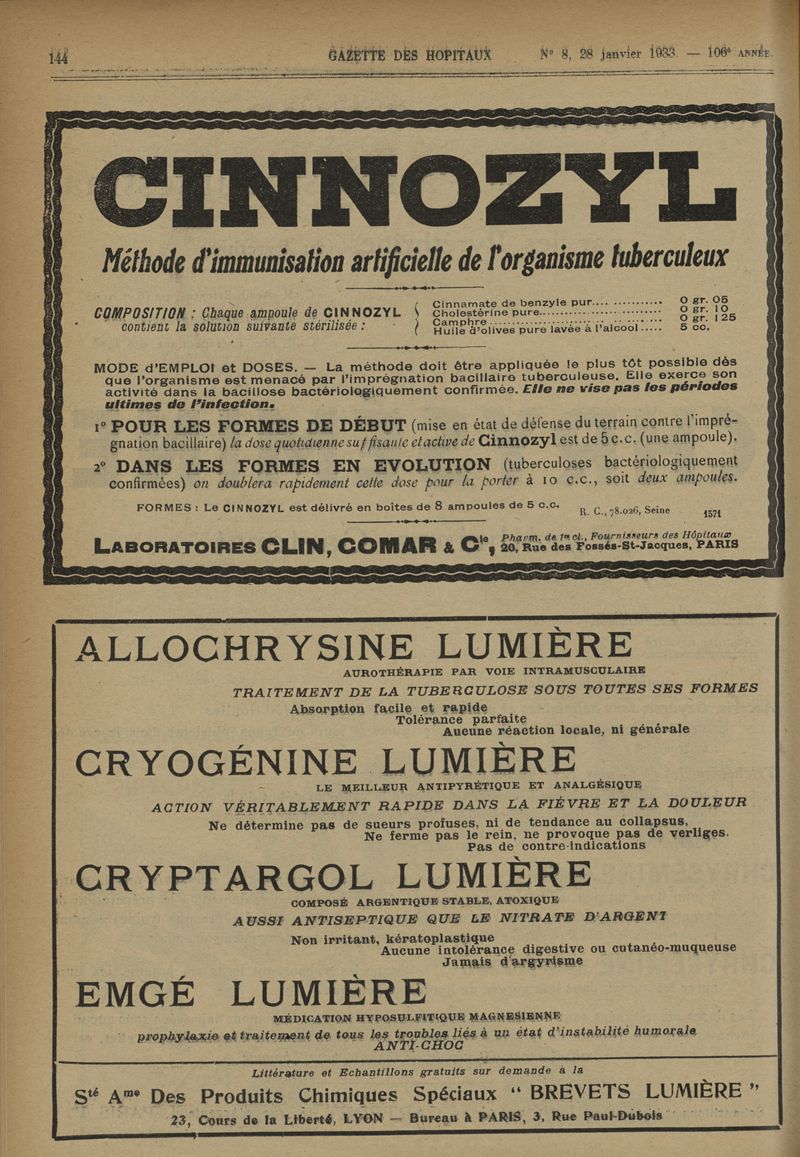 144
GAZETTE DES HOPITAUX
N° 8, 28 janvier 1933 — 106e ANNÉE.
CINNOZYL
Méthode d'immunisation artificielle de l'organisme tuberculeux
COMPOSITION : Chaque ampoule de CINNOZYL
contient la solution suivante stérilisée :
Cinnamate de benzyle pur.... 0 gr. 05
Cholestérine pure.... 0 gr. 10
Camphre.... 0 gr. 125
Huile d'olives pure lavée à l'alcool..... 5 cc.
MODE d'EMPLOI et DOSES. — La méthode doit être appliquée le plus tôt possible dès
que l'organisme est menacé par l'imprégnation bacillaire tuberculeuse. Elle exerce son
activité dans la bacillose bactériologiquement confirmée. Elle ne vise pas les périodes
ultimes de l'infection.
1° POUR LES FORMES DE DÉBUT (mise en état de défense du terrain contre l'impré-
gnation bacillaire) la dose quotidienne suffisante et active de Cinnozyl est de 5 c.c. (une ampoule).
2° DANS LES FORMES EN EVOLUTION (tuberculoses bactériologiquement
confirmées) on doublera rapidement cette dose pour la porter à 10 c.c., soit deux ampoules.
FORMES : Le CINNOZYL est délivré en boîtes de 8 ampoules de 5 c.c.
R. C., 78.026, Seine
1571
LABORATOIRES CLIN, COMAR & Cie, Pharm. de 1re cl., Fournisseurs des Hôpitaux
20, Rue des Fossés-St-Jacques, PARIS
ALLOCHRYSINE LUMIÈRE
AUROTHÉRAPIE PAR VOIE INTRAMUSCULAIRE
TRAITEMENT DE LA TUBERCULOSE SOUS TOUTES SES FORMES
Absorption facile et rapide
Tolérance parfaite
Aucune réaction locale, ni générale
CRYOGÉNINE LUMIÈRE
LE MEILLEUR ANTIPYRÉTIQUE ET ANALGÉSIQUE
ACTION VÉRITABLEMENT RAPIDE DANS LA FIÈVRE ET LA DOULEUR
Ne détermine pas de sueurs profuses, ni de tendance au collapsus,
Ne ferme pas le rein, ne provoque pas de vertiges.
Pas de contre-indications
CRYPTARGOL LUMIÈRE
COMPOSÉ ARGENTIQUE STABLE, ATOXIQUE
AUSSI ANTISEPTIQUE QUE LE NITRATE D'ARGENT
Non irritant, kératoplastique
Aucune intolérance digestive ou cutanéo-muqueuse
Jamais d'argyrisme
EMGÉ LUMIÈRE
MÉDICATION HYPOSULFITIQUE MAGNÉSIENNE
prophylaxie et traitement de tous les troubles liés à un état d'instabilité humorale
ANTI-CHOC
Littérature et Echantillons gratuits sur demande à la
Sté Ame Des Produits Chimiques Spéciaux " BREVETS LUMIÈRE "
23, Cours de la Liberté, LYON — Bureau à PARIS, 3, Rue Paul-Dubois